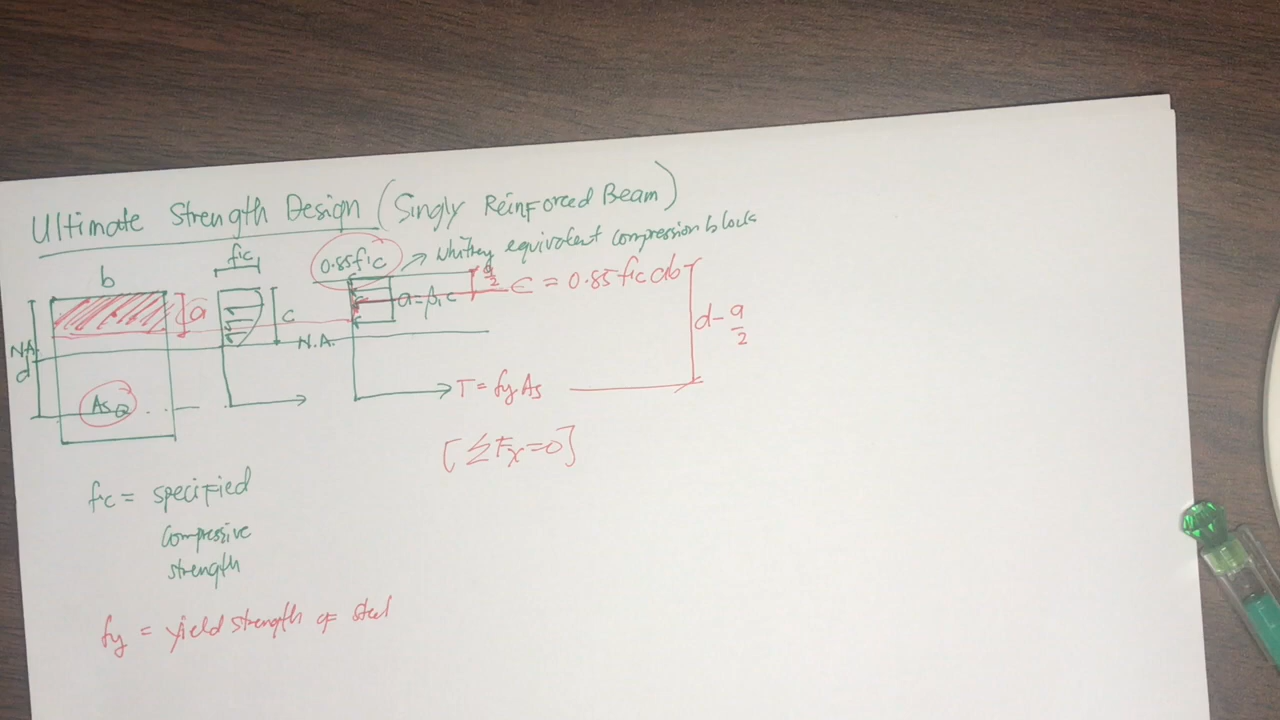 Ultimate Strength Design (Singly Reinforced Beam)
f'c
0.85f'c → Whitney equivalent compression block
b
a/2
C = 0.85 f'c ab
a
c
a=β₁c
d-a/2
N.A.
N.A.
d
As
T = fy As
[ΣFx=0]
f'c = specified
compressive
strength
fy = yield strength of steel